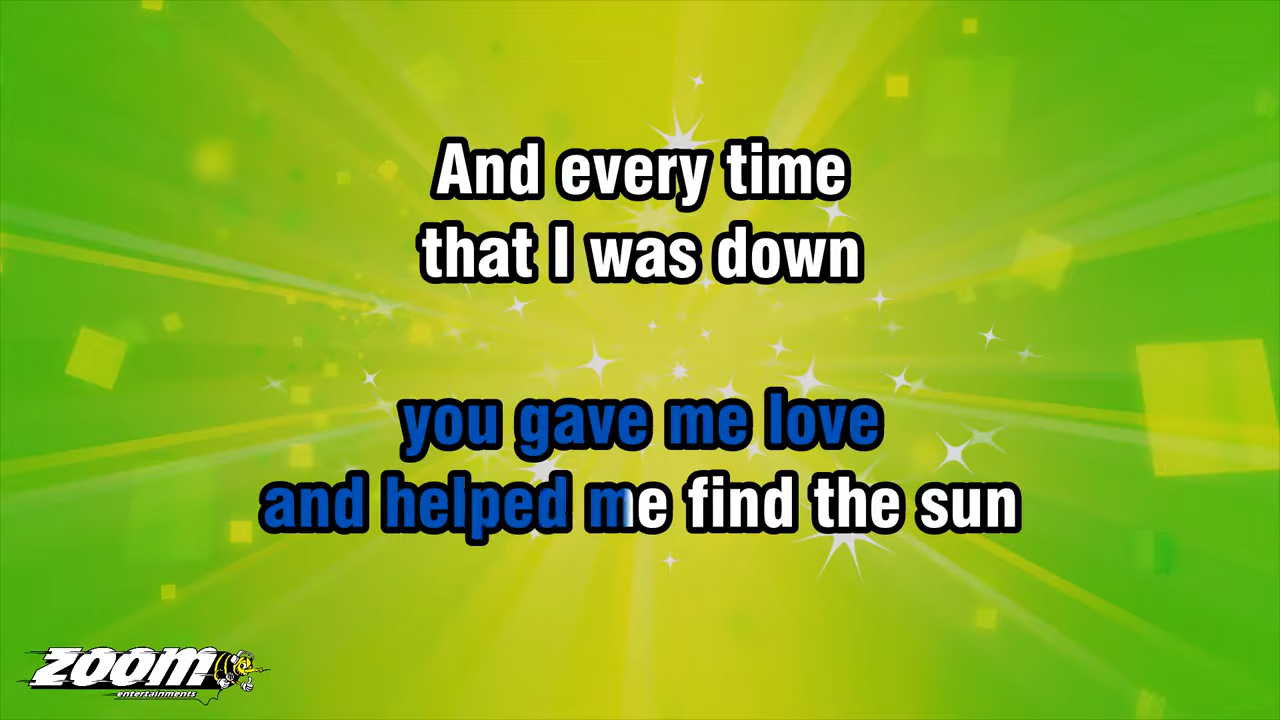 And every time
that I was down
you gave me love
and helped me find the sun
ZOOM
entertainments